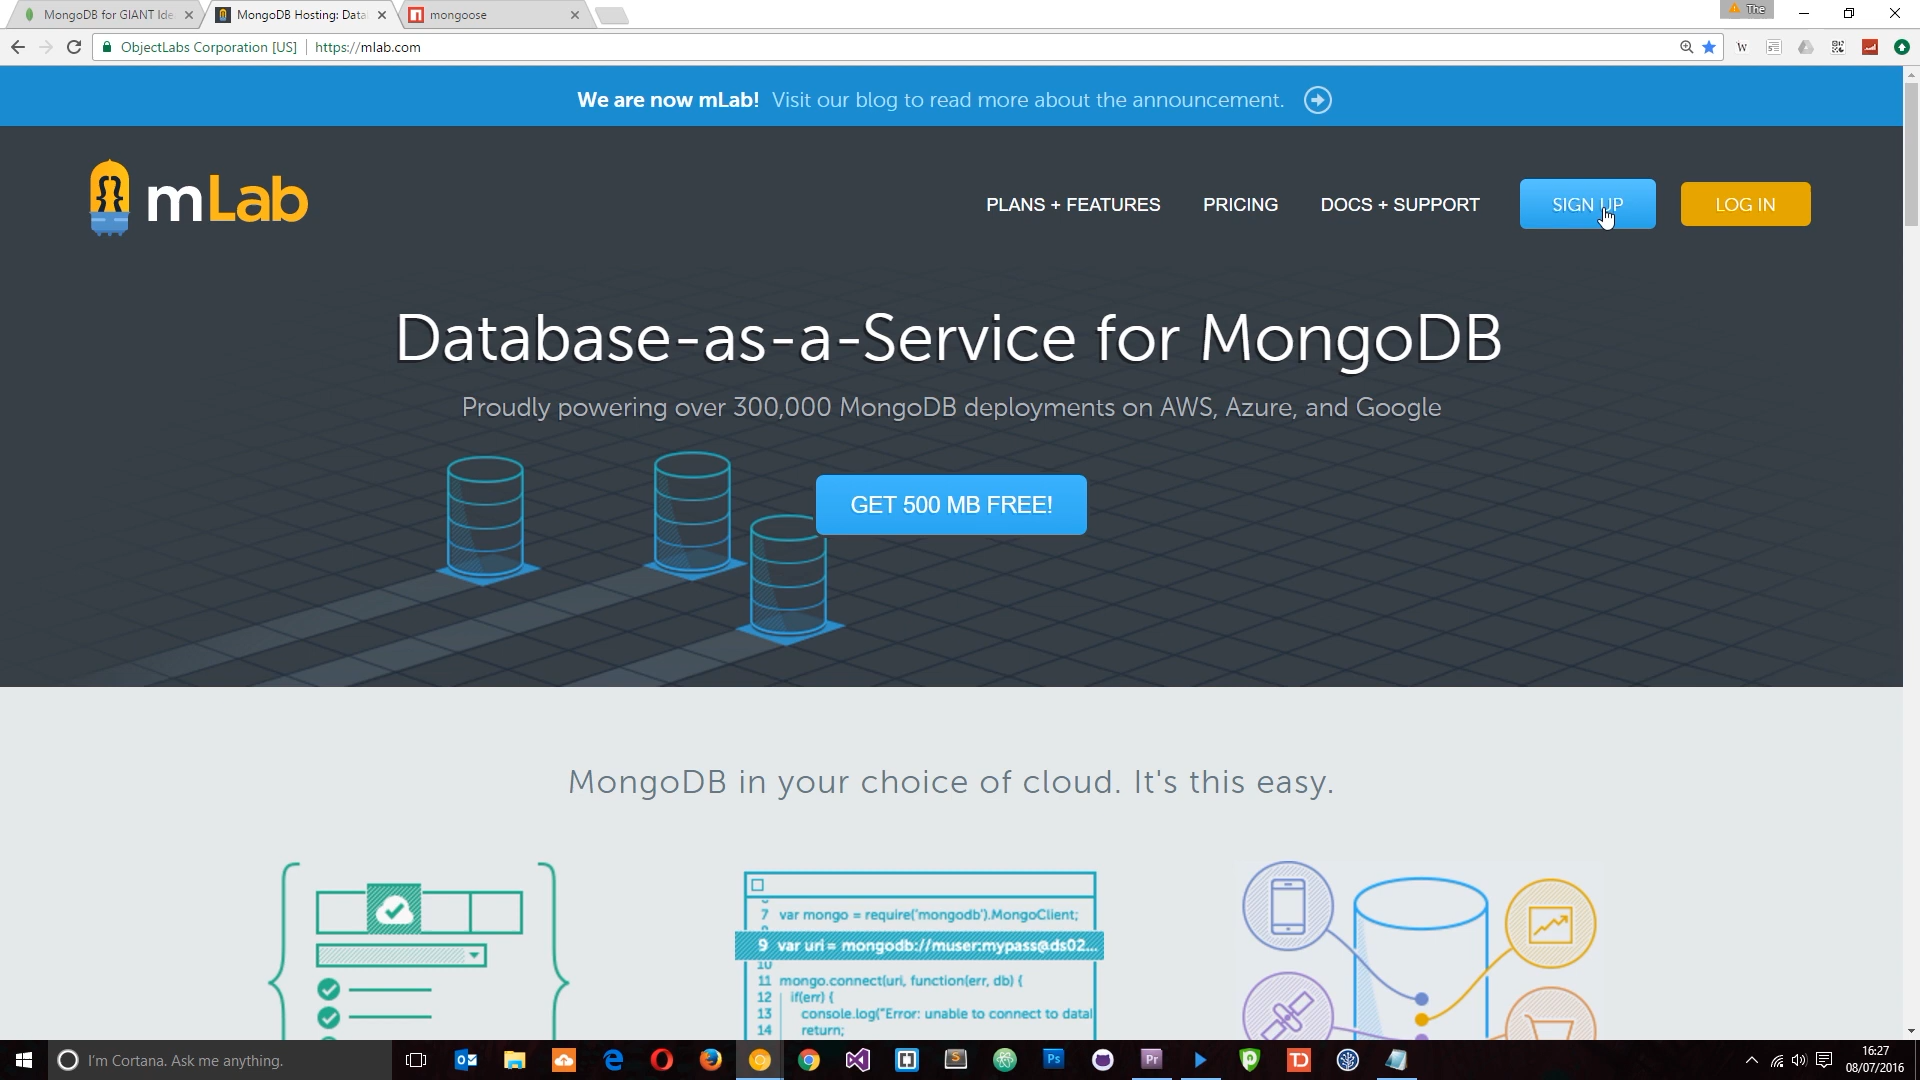 MongoDB for GIANT Ide
MongoDB Hosting: Data
mongoose
The
ObjectLabs Corporation [US]
https://mlab.com
We are now mLab! Visit our blog to read more about the announcement.
mLab
PLANS + FEATURES
PRICING
DOCS + SUPPORT
SIGN UP
LOG IN
Database-as-a-Service for MongoDB
Proudly powering over 300,000 MongoDB deployments on AWS, Azure, and Google
GET 500 MB FREE!
MongoDB in your choice of cloud. It's this easy.
7 var mongo = require('mongodb').MongoClient;
9 var uri = mongodb://muser:mypass@ds02...
10
11 mongo.connect(uri, function(err, db) {
12 if(err) {
13 console.log("Error: unable to connect to datal
14 return;
I'm Cortana. Ask me anything.
Ps
Pr
TD
16:27
08/07/2016